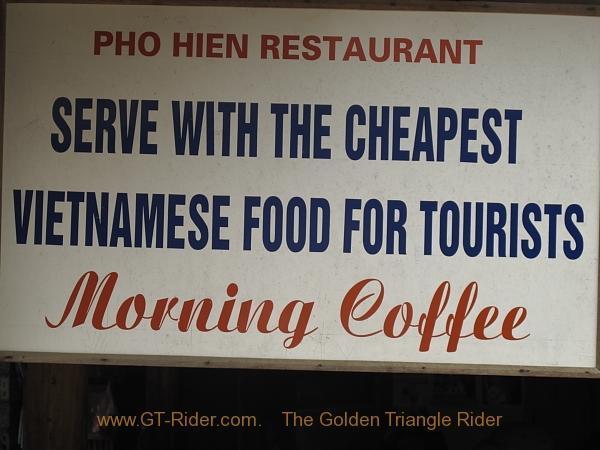 PHO HIEN RESTAURANT
SERVE WITH THE CHEAPEST
VIETNAMESE FOOD FOR TOURISTS
Morning Coffee
www.GT-Rider.com. The Golden Triangle Rider